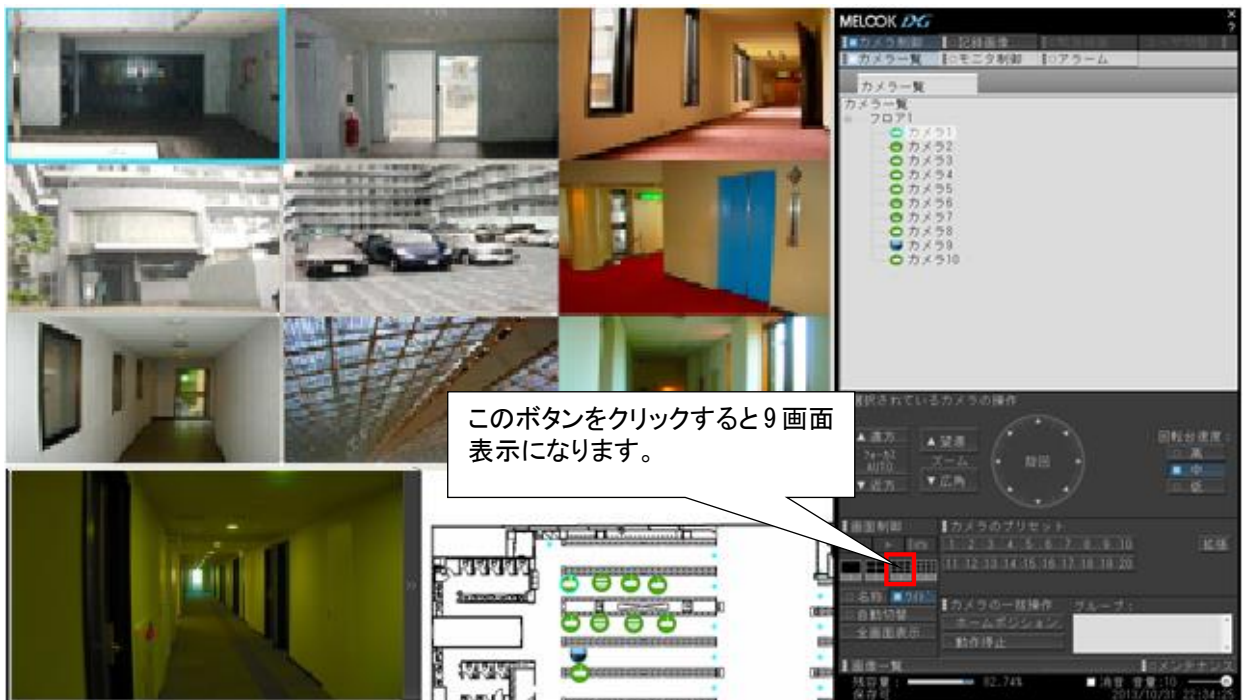 MELOOK DG
×
?
カメラ制御 記録画像
カメラ一覧 モニタ制御 アラーム
カメラ一覧
カメラ一覧
フロア1
カメラ1
カメラ2
カメラ3
カメラ4
カメラ5
カメラ6
カメラ7
カメラ8
カメラ9
カメラ10
このボタンをクリックすると9画面
表示になります。
選択されているカメラの操作
▲遠方
フォーカス
AUTO
▼近方
▲望遠
ズーム
▼広角
旋回
回転台速度:
高
中
低
画面制御
カメラのプリセット
1 2 3 4 5 6 7 8 9 10 拡張
11 12 13 14 15 16 17 18 19 20
名称 ワイド
自動切替
全画面表示
カメラの一括操作 グループ:
ホームポジション
動作停止
画像一覧
メンテナンス
残容量: 82.74% 消音 音量:10
保存可: 2013/10/31 22:34:25